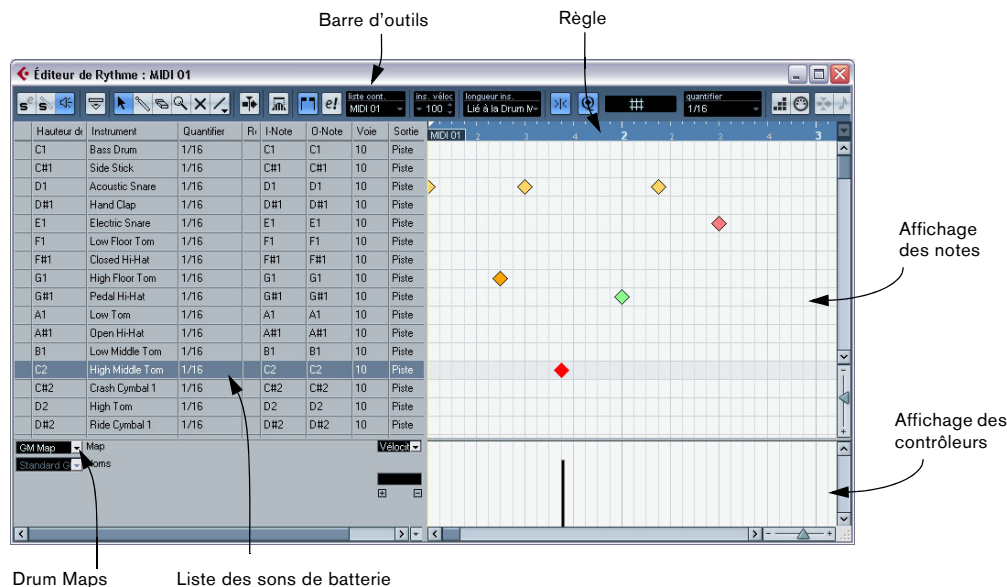 Barre d'outils
Règle
Éditeur de Rythme : MIDI 01
liste cont. ins. véloc longueur ins. quantifier
MIDI 01 100 Lié à la Drum 1/16
Instrument Quantifier I-Note O-Note Voie Sortie
MIDI 01 2 3 4 2 2 3 4 3
C1 Bass Drum 1/16 C1 C1 10 Piste
C#1 Side Stick 1/16 C#1 C#1 10 Piste
D1 Acoustic Snare 1/16 D1 D1 10 Piste
D#1 Hand Clap 1/16 D#1 D#1 10 Piste
E1 Electric Snare 1/16 E1 E1 10 Piste
F1 Low Floor Tom 1/16 F1 F1 10 Piste
F#1 Closed Hi-Hat 1/16 F#1 F#1 10 Piste
G1 High Floor Tom 1/16 G1 G1 10 Piste
G#1 Pedal Hi-Hat 1/16 G#1 G#1 10 Piste
A1 Low Tom 1/16 A1 A1 10 Piste
A#1 Open Hi-Hat 1/16 A#1 A#1 10 Piste
B1 Low Middle Tom 1/16 B1 B1 10 Piste
C2 High Middle Tom 1/16 C2 C2 10 Piste
C#2 Crash Cymbal 1 1/16 C#2 C#2 10 Piste
D2 High Tom 1/16 D2 D2 10 Piste
D#2 Ride Cymbal 1 1/16 D#2 D#2 10 Piste
Affichage
des notes
GM Map Map
Standard G
Affichage des
contrôleurs
Drum Maps
Liste des sons de batterie